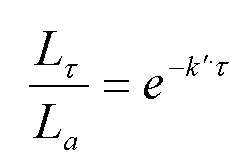 L_τ / L_a = e^{-k'·τ}